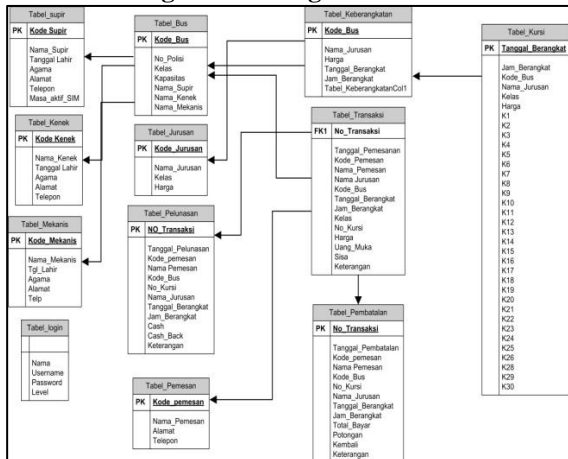 Tabel_supir
PK Kode Supir
Nama_Supir
Tanggal Lahir
Agama
Alamat
Telepon
Masa_aktif_SIM
Tabel_Kenek
PK Kode Kenek
Nama_Kenek
Tanggal Lahir
Agama
Alamat
Telepon
Tabel_Mekanis
PK Kode_Mekanis
Nama_Mekanis
Tgl_Lahir
Agama
Alamat
Telp
Tabel_login
Nama
Username
Password
Level
Tabel_Bus
PK Kode_Bus
No_Polisi
Kelas
Kapasitas
Nama_Supir
Nama_Kenek
Nama_Mekanis
Tabel_Jurusan
PK Kode_Jurusan
Nama_Jurusan
Kelas
Harga
Tabel_Pelunasan
PK NO_Transaksi
Tanggal_Pelunasan
Kode_pemesan
Nama Pemesan
Kode_Bus
No_Kursi
Nama_Jurusan
Tanggal_Berangkat
Jam_Berangkat
Cash
Cash_Back
Keterangan
Tabel_Pemesan
PK Kode_pemesan
Nama_Pemesan
Alamat
Telepon
Tabel_Keberangkatan
PK Kode_Bus
Nama_Jurusan
Harga
Tanggal_Berangkat
Jam_Berangkat
Tabel_KeberangkatanCol1
Tabel_Transaksi
FK1 No_Transaksi
Tanggal_Pemesanan
Kode_Pemesan
Nama_Pemesan
Nama Jurusan
Kode_Bus
Tanggal_Berangkat
Jam_Berangkat
Kelas
No_Kursi
Harga
Uang_Muka
Sisa
Keterangan
Tabel_Pembatalan
PK No_Transaksi
Tanggal_Pembatalan
Kode_pemesan
Nama Pemesan
Kode_Bus
No_Kursi
Nama_Jurusan
Tanggal_Berangkat
Jam_Berangkat
Total_Bayar
Potongan
Kembali
Keterangan
Tabel_Kursi
PK Tanggal_Berangkat
Jam_Berangkat
Kode_Bus
Nama_Jurusan
Kelas
Harga
K1
K2
K3
K4
K5
K6
K7
K8
K9
K10
K11
K12
K13
K14
K15
K16
K17
K18
K19
K20
K21
K22
K23
K24
K25
K26
K28
K29
K30